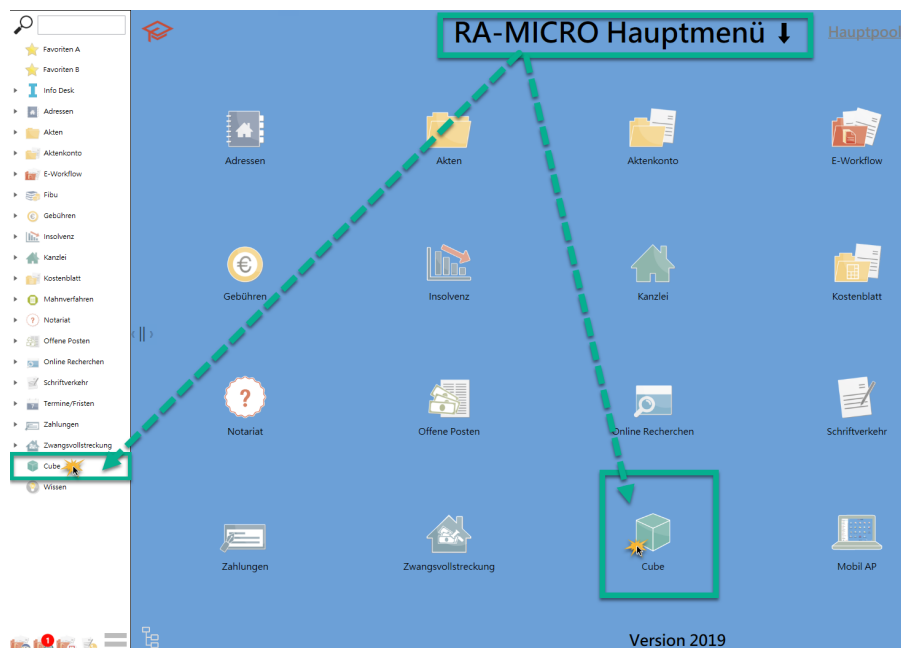 RA-MICRO Hauptmenü ⬇
Hauptpool
Favoriten A
Favoriten B
Info Desk
Adressen
Akten
Aktenkonto
E-Workflow
Fibu
Gebühren
Insolvenz
Kanzlei
Kostenblatt
Mahnverfahren
Notariat
Offene Posten
Online Recherchen
Schriftverkehr
Termine/Fristen
Zahlungen
Zwangsvollstreckung
Cube
Wissen
1
Adressen
Akten
Aktenkonto
E-Workflow
Gebühren
Insolvenz
Kanzlei
Kostenblatt
Notariat
Offene Posten
Online Recherchen
Schriftverkehr
Zahlungen
Zwangsvollstreckung
Cube
Mobil AP
Version 2019